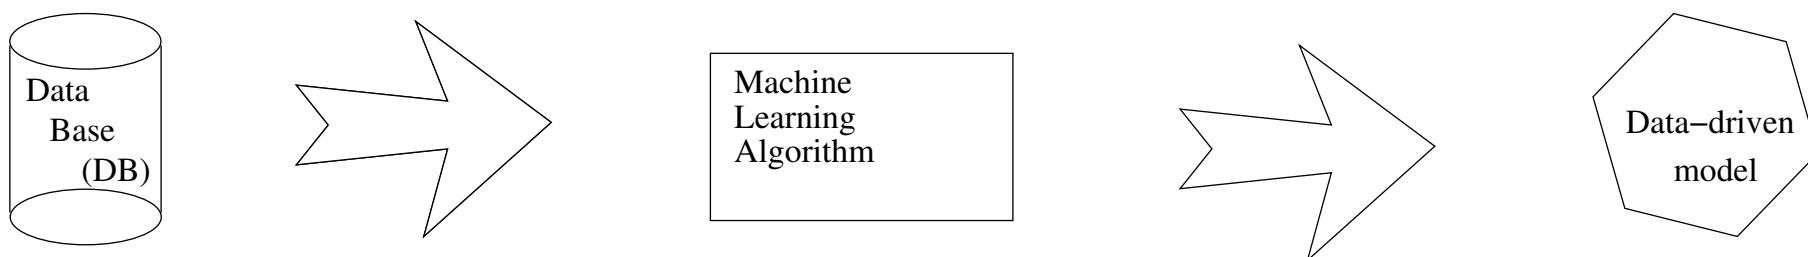 Data
Base
(DB)
Machine
Learning
Algorithm
Data−driven
model